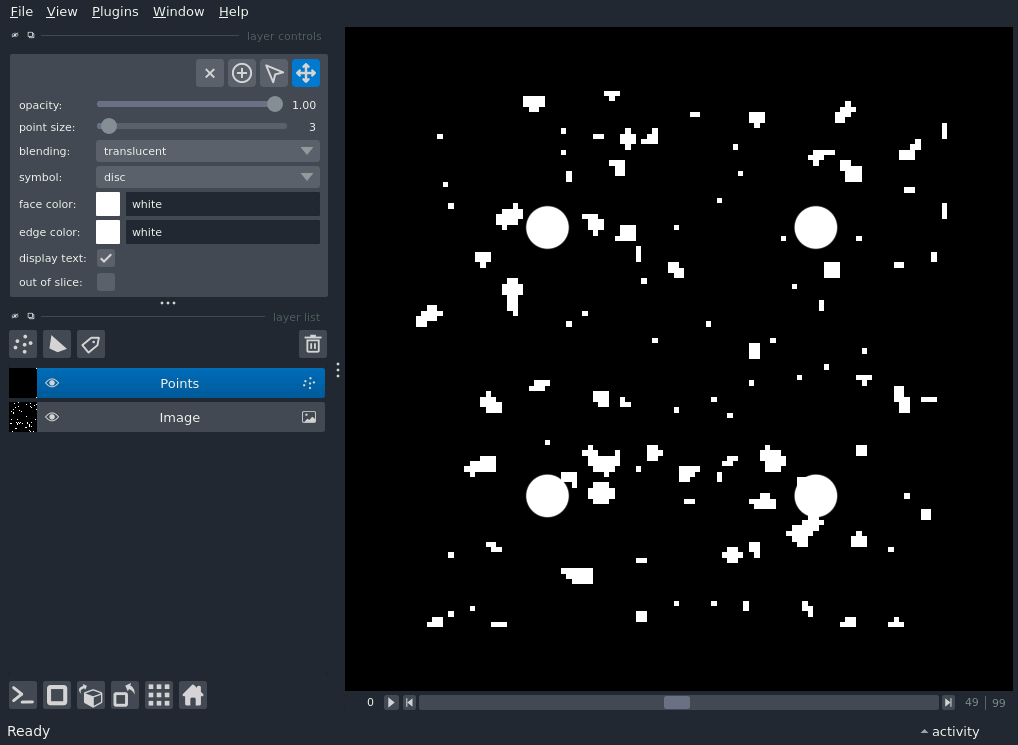 File View Plugins Window Help
layer controls
opacity: 1.00
point size: 3
blending: translucent
symbol: disc
face color: white
edge color: white
display text:
out of slice:
layer list
Points
Image
0 49 99
Ready activity